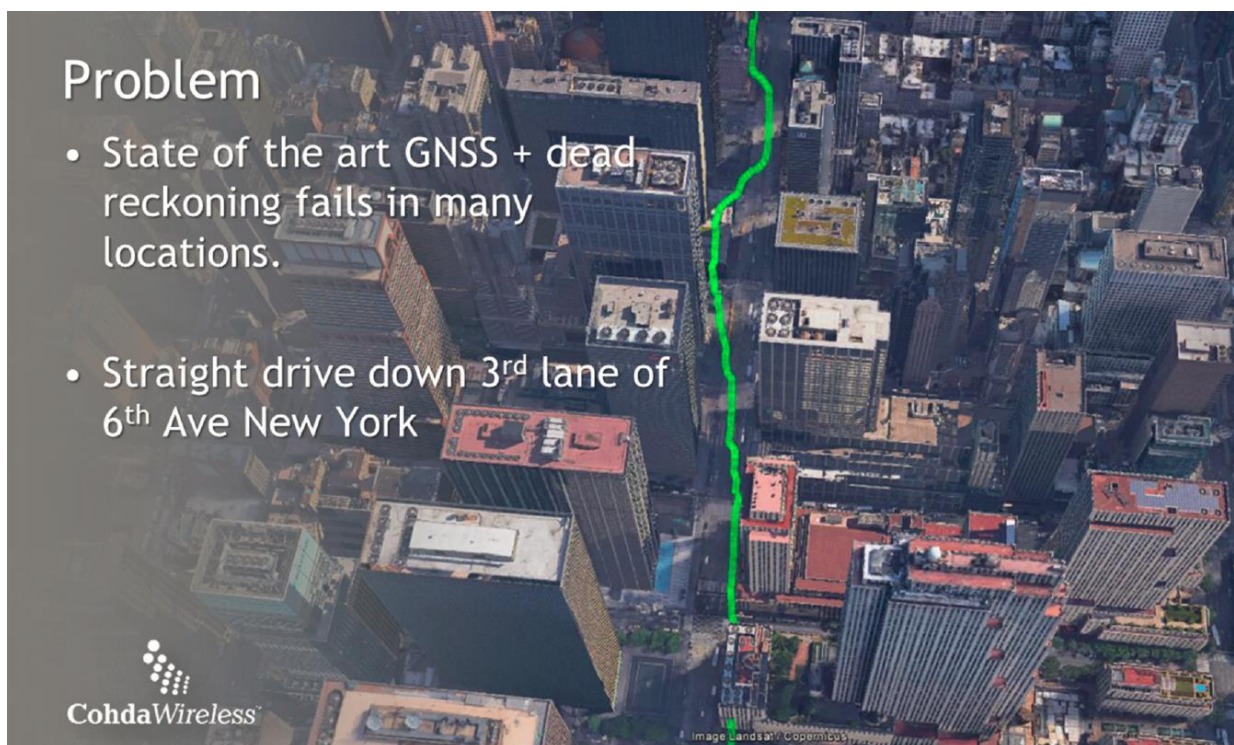 Problem
• State of the art GNSS + dead
reckoning fails in many
locations.
• Straight drive down 3rd lane of
6th Ave New York
CohdaWireless
Image Landsat / Copernicus